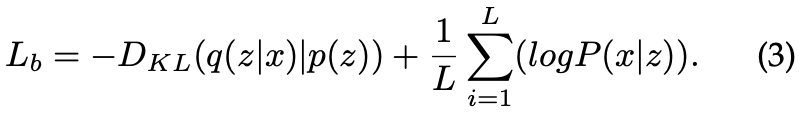 L_b = -D_{KL}(q(z|x)|p(z)) + \frac{1}{L} \sum_{i=1}^{L} (logP(x|z)). (3)